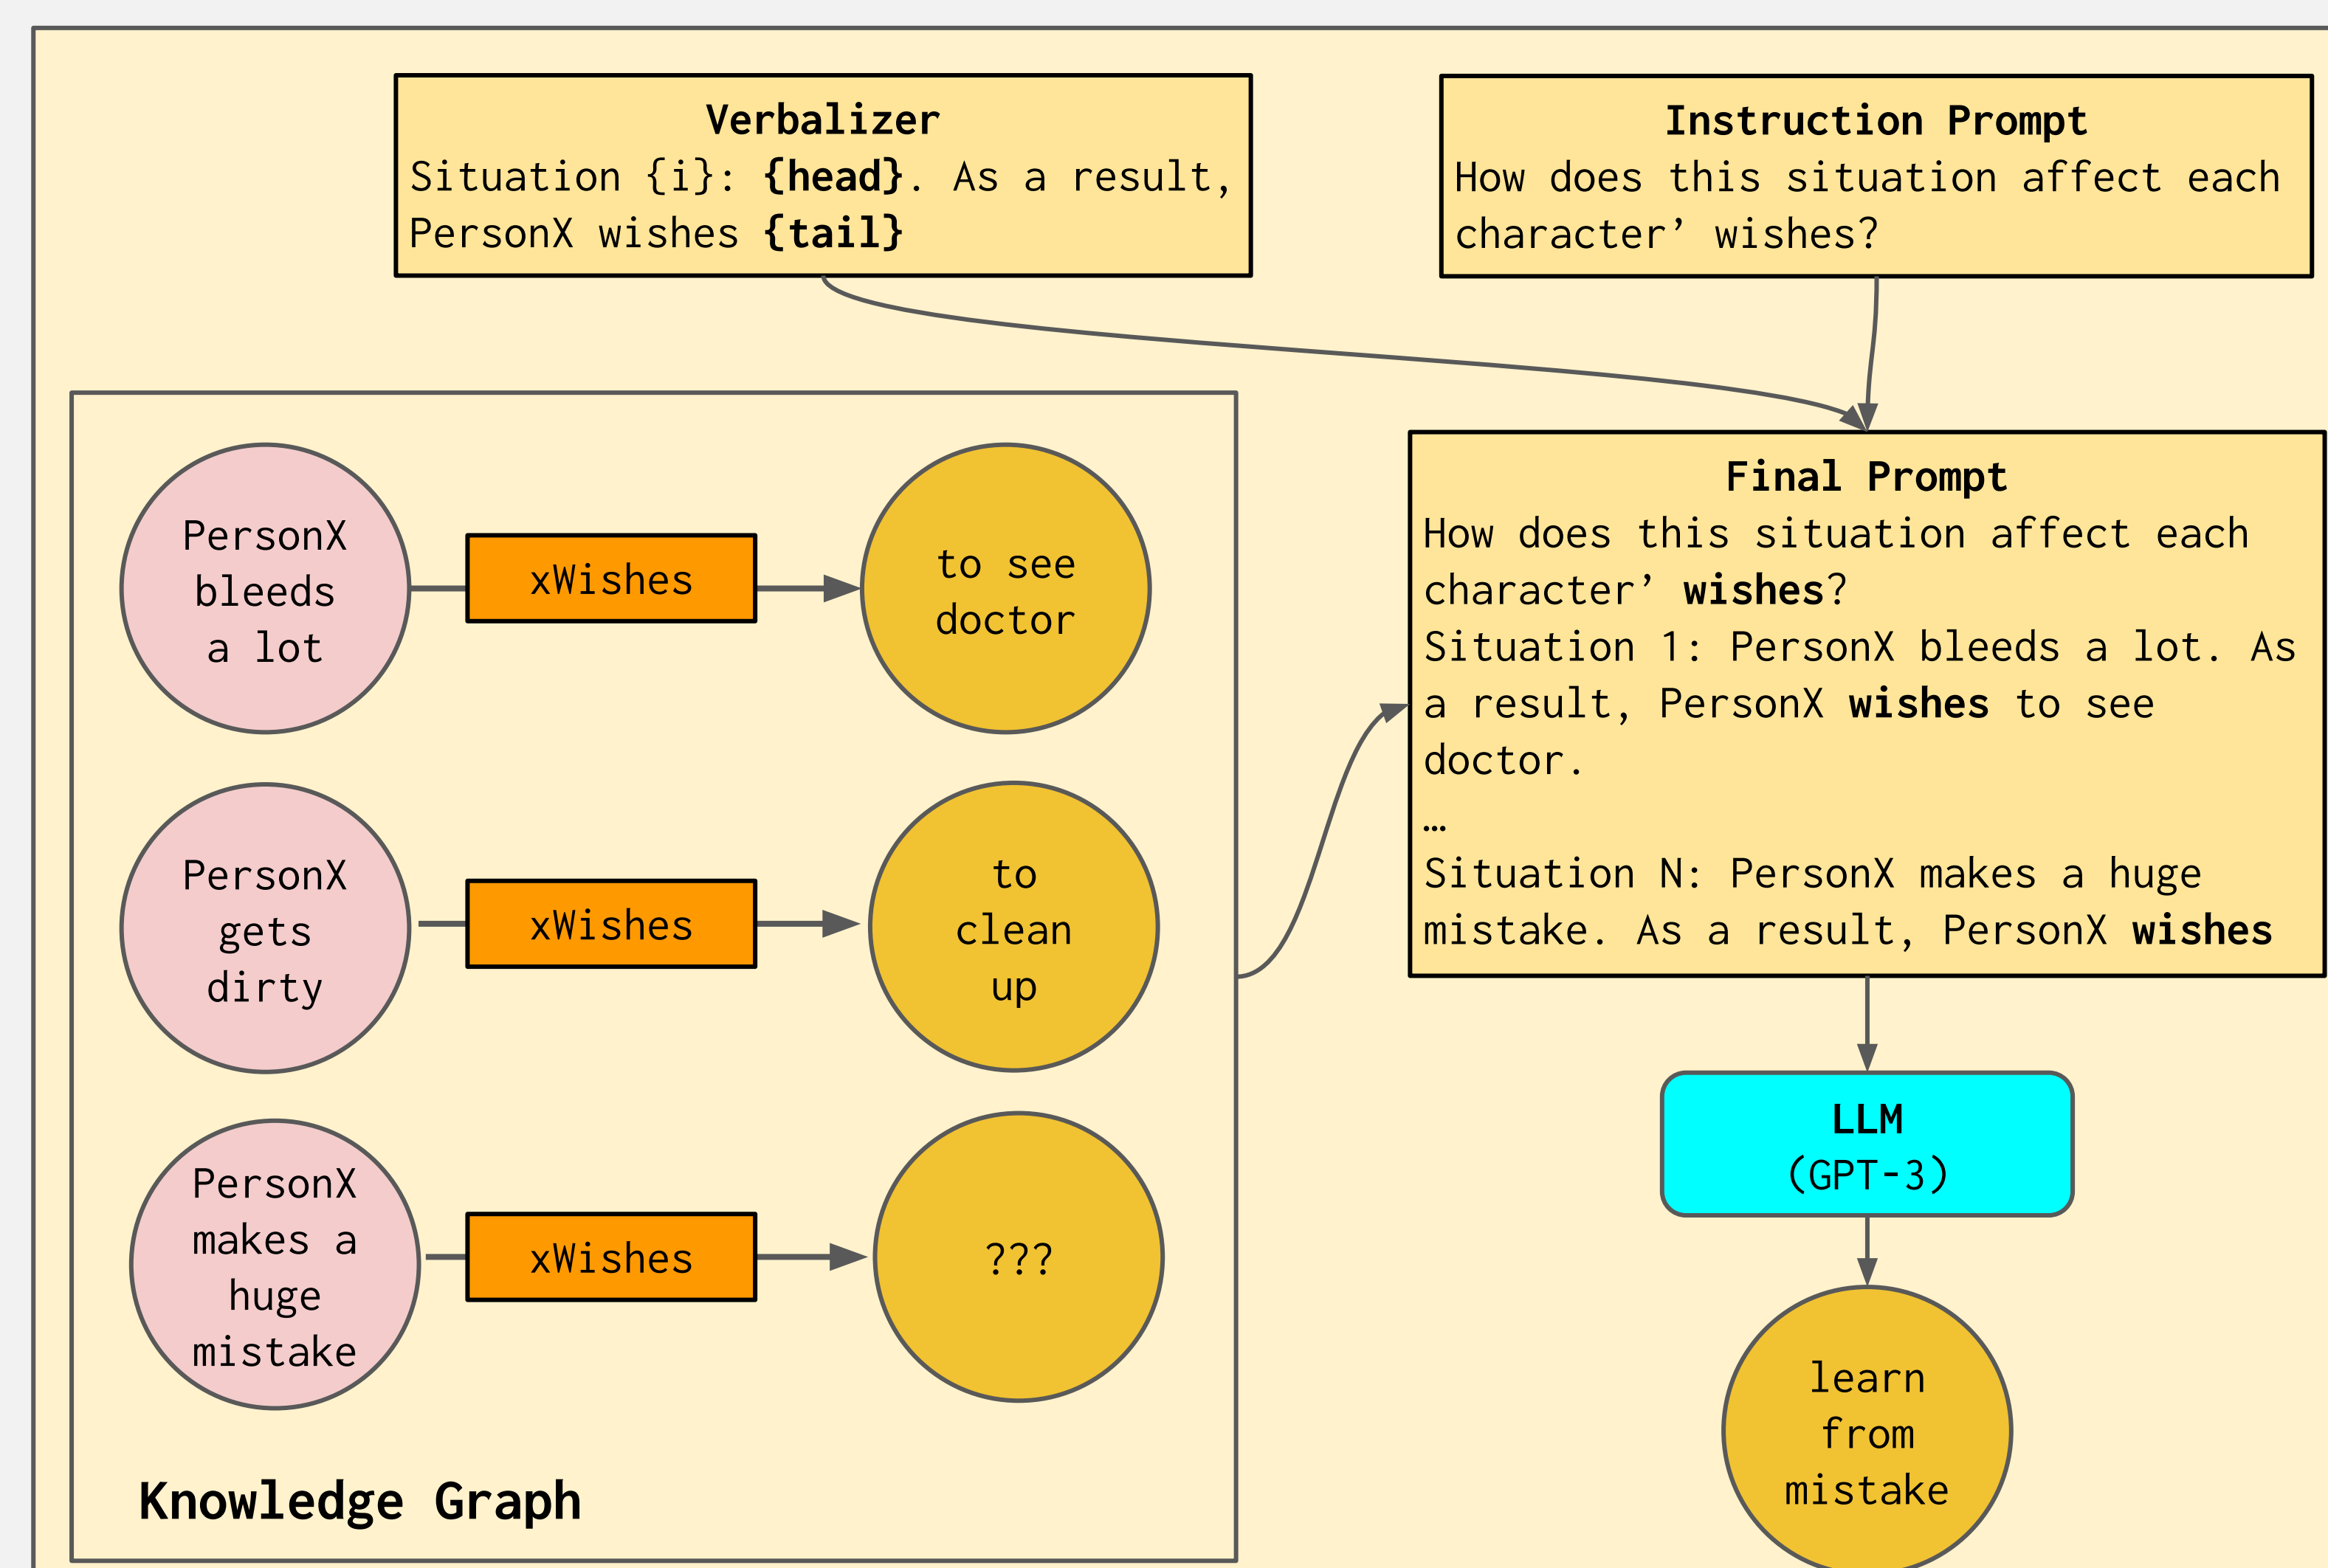 Verbalizer
Situation {i}: {head}. As a result,
PersonX wishes {tail}
Instruction Prompt
How does this situation affect each
character’ wishes?
PersonX
bleeds
a lot
xWishes
to see
doctor
PersonX
gets
dirty
xWishes
to
clean
up
PersonX
makes a
huge
mistake
xWishes
???
Knowledge Graph
Final Prompt
How does this situation affect each
character’ wishes?
Situation 1: PersonX bleeds a lot. As
a result, PersonX wishes to see
doctor.
…
Situation N: PersonX makes a huge
mistake. As a result, PersonX wishes
LLM
(GPT-3)
learn
from
mistake